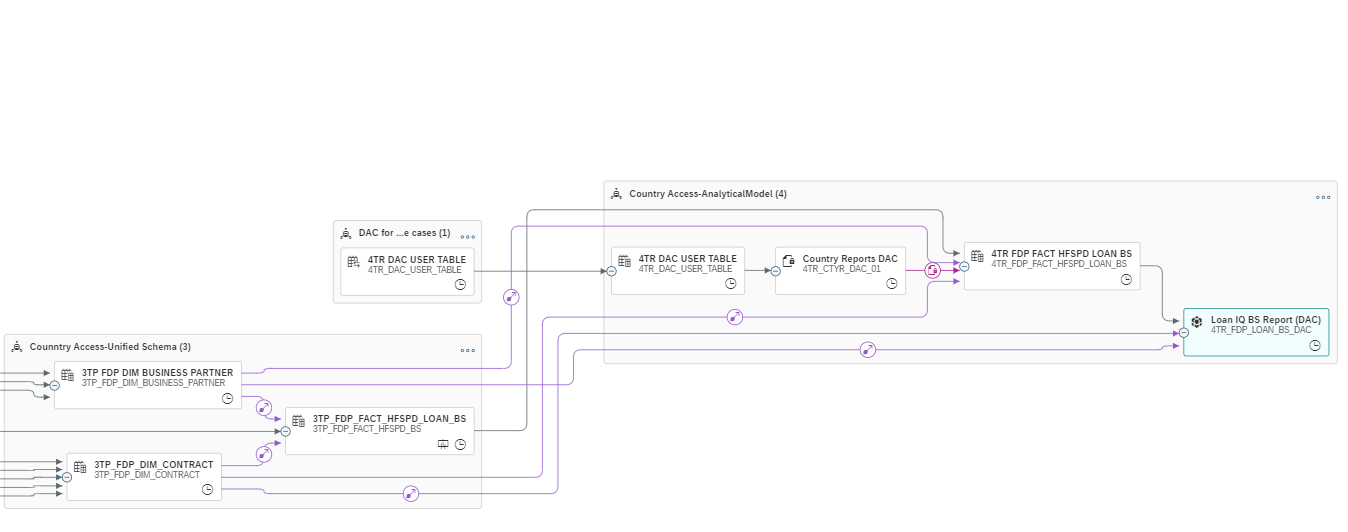 Country Access-AnalyticalModel (4)
DAC for ...e cases (1)
4TR DAC USER TABLE
4TR_DAC_USER_TABLE
4TR DAC USER TABLE
4TR_DAC_USER_TABLE
Country Reports DAC
4TR_CTYR_DAC_01
4TR FDP FACT HFSPD LOAN BS
4TR_FDP_FACT_HFSPD_LOAN_BS
Loan IQ BS Report (DAC)
4TR_FDP_LOAN_BS_DAC
Counntry Access-Unified Schema (3)
3TP FDP DIM BUSINESS PARTNER
3TP_FDP_DIM_BUSINESS_PARTNER
3TP_FDP_FACT_HFSPD_LOAN_BS
3TP_FDP_FACT_HFSPD_BS
3TP_FDP_DIM_CONTRACT
3TP_FDP_DIM_CONTRACT